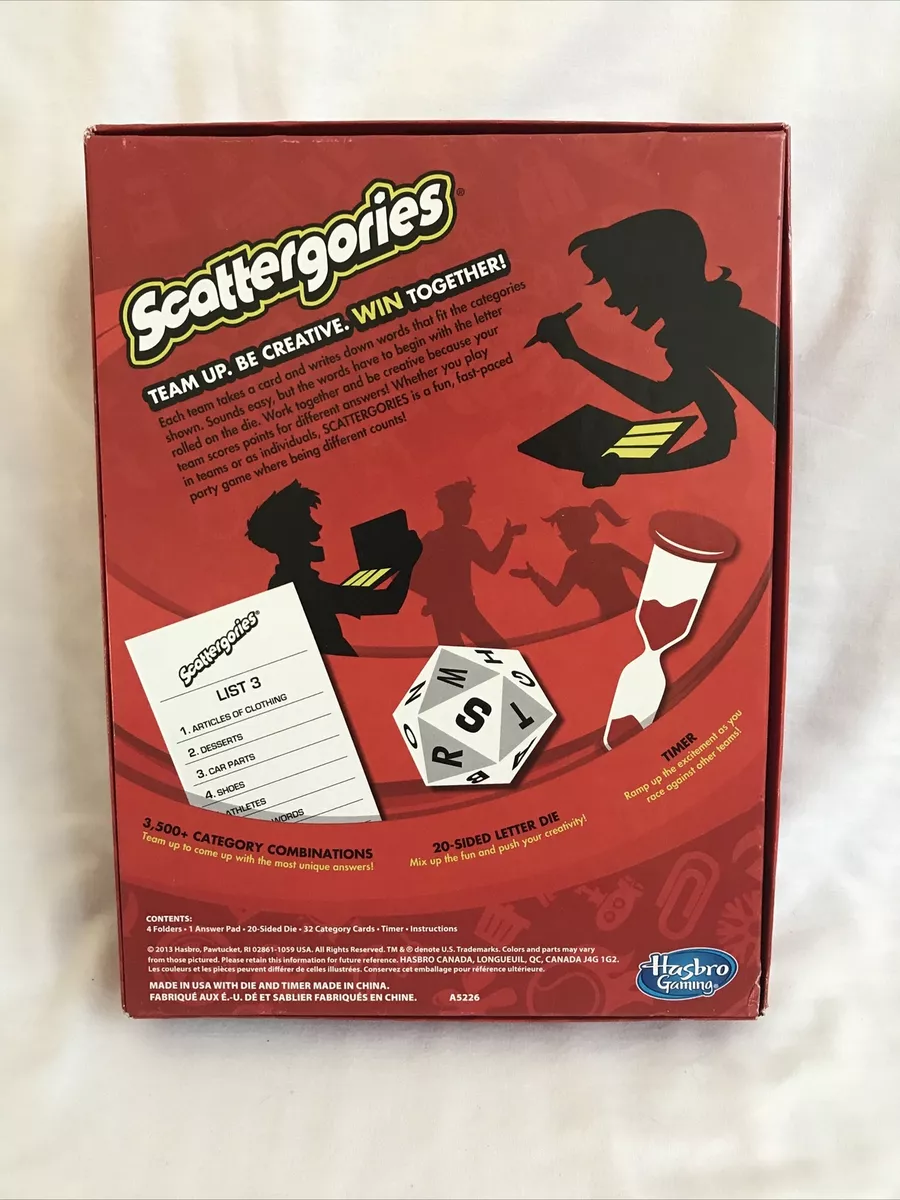 Scattergories®
TEAM UP. BE CREATIVE. WIN TOGETHER!
Each team takes a card and writes down words that fit the categories
shown. Sounds easy, but the words have to begin with the letter
rolled on the die. Work together and be creative because your
team scores points for different answers! Whether you play
in teams or as individuals, SCATTERGORIES is a fun, fast-paced
party game where being different counts!
Scattergories®
LIST 3
1. ARTICLES OF CLOTHING
2. DESSERTS
3. CAR PARTS
4. SHOES
ATHLETES
WORDS
H
W
N
G
S
O
T
R
A
B
3,500+ CATEGORY COMBINATIONS
Team up to come up with the most unique answers!
20-SIDED LETTER DIE
Mix up the fun and push your creativity!
TIMER
Ramp up the excitement as you
race against other teams!
CONTENTS:
4 Folders • 1 Answer Pad • 20-Sided Die • 32 Category Cards • Timer • Instructions
© 2013 Hasbro, Pawtucket, RI 02861-1059 USA. All Rights Reserved. TM & ® denote U.S. Trademarks. Colors and parts may vary
from those pictured. Please retain this information for future reference. HASBRO CANADA, LONGUEUIL, QC, CANADA J4G 1G2.
Les couleurs et les pièces peuvent différer de celles illustrées. Conservez cet emballage pour référence ultérieure.
MADE IN USA WITH DIE AND TIMER MADE IN CHINA.
FABRIQUÉ AUX É.-U. DÉ ET SABLIER FABRIQUÉS EN CHINE. A5226
Hasbro
Gaming®